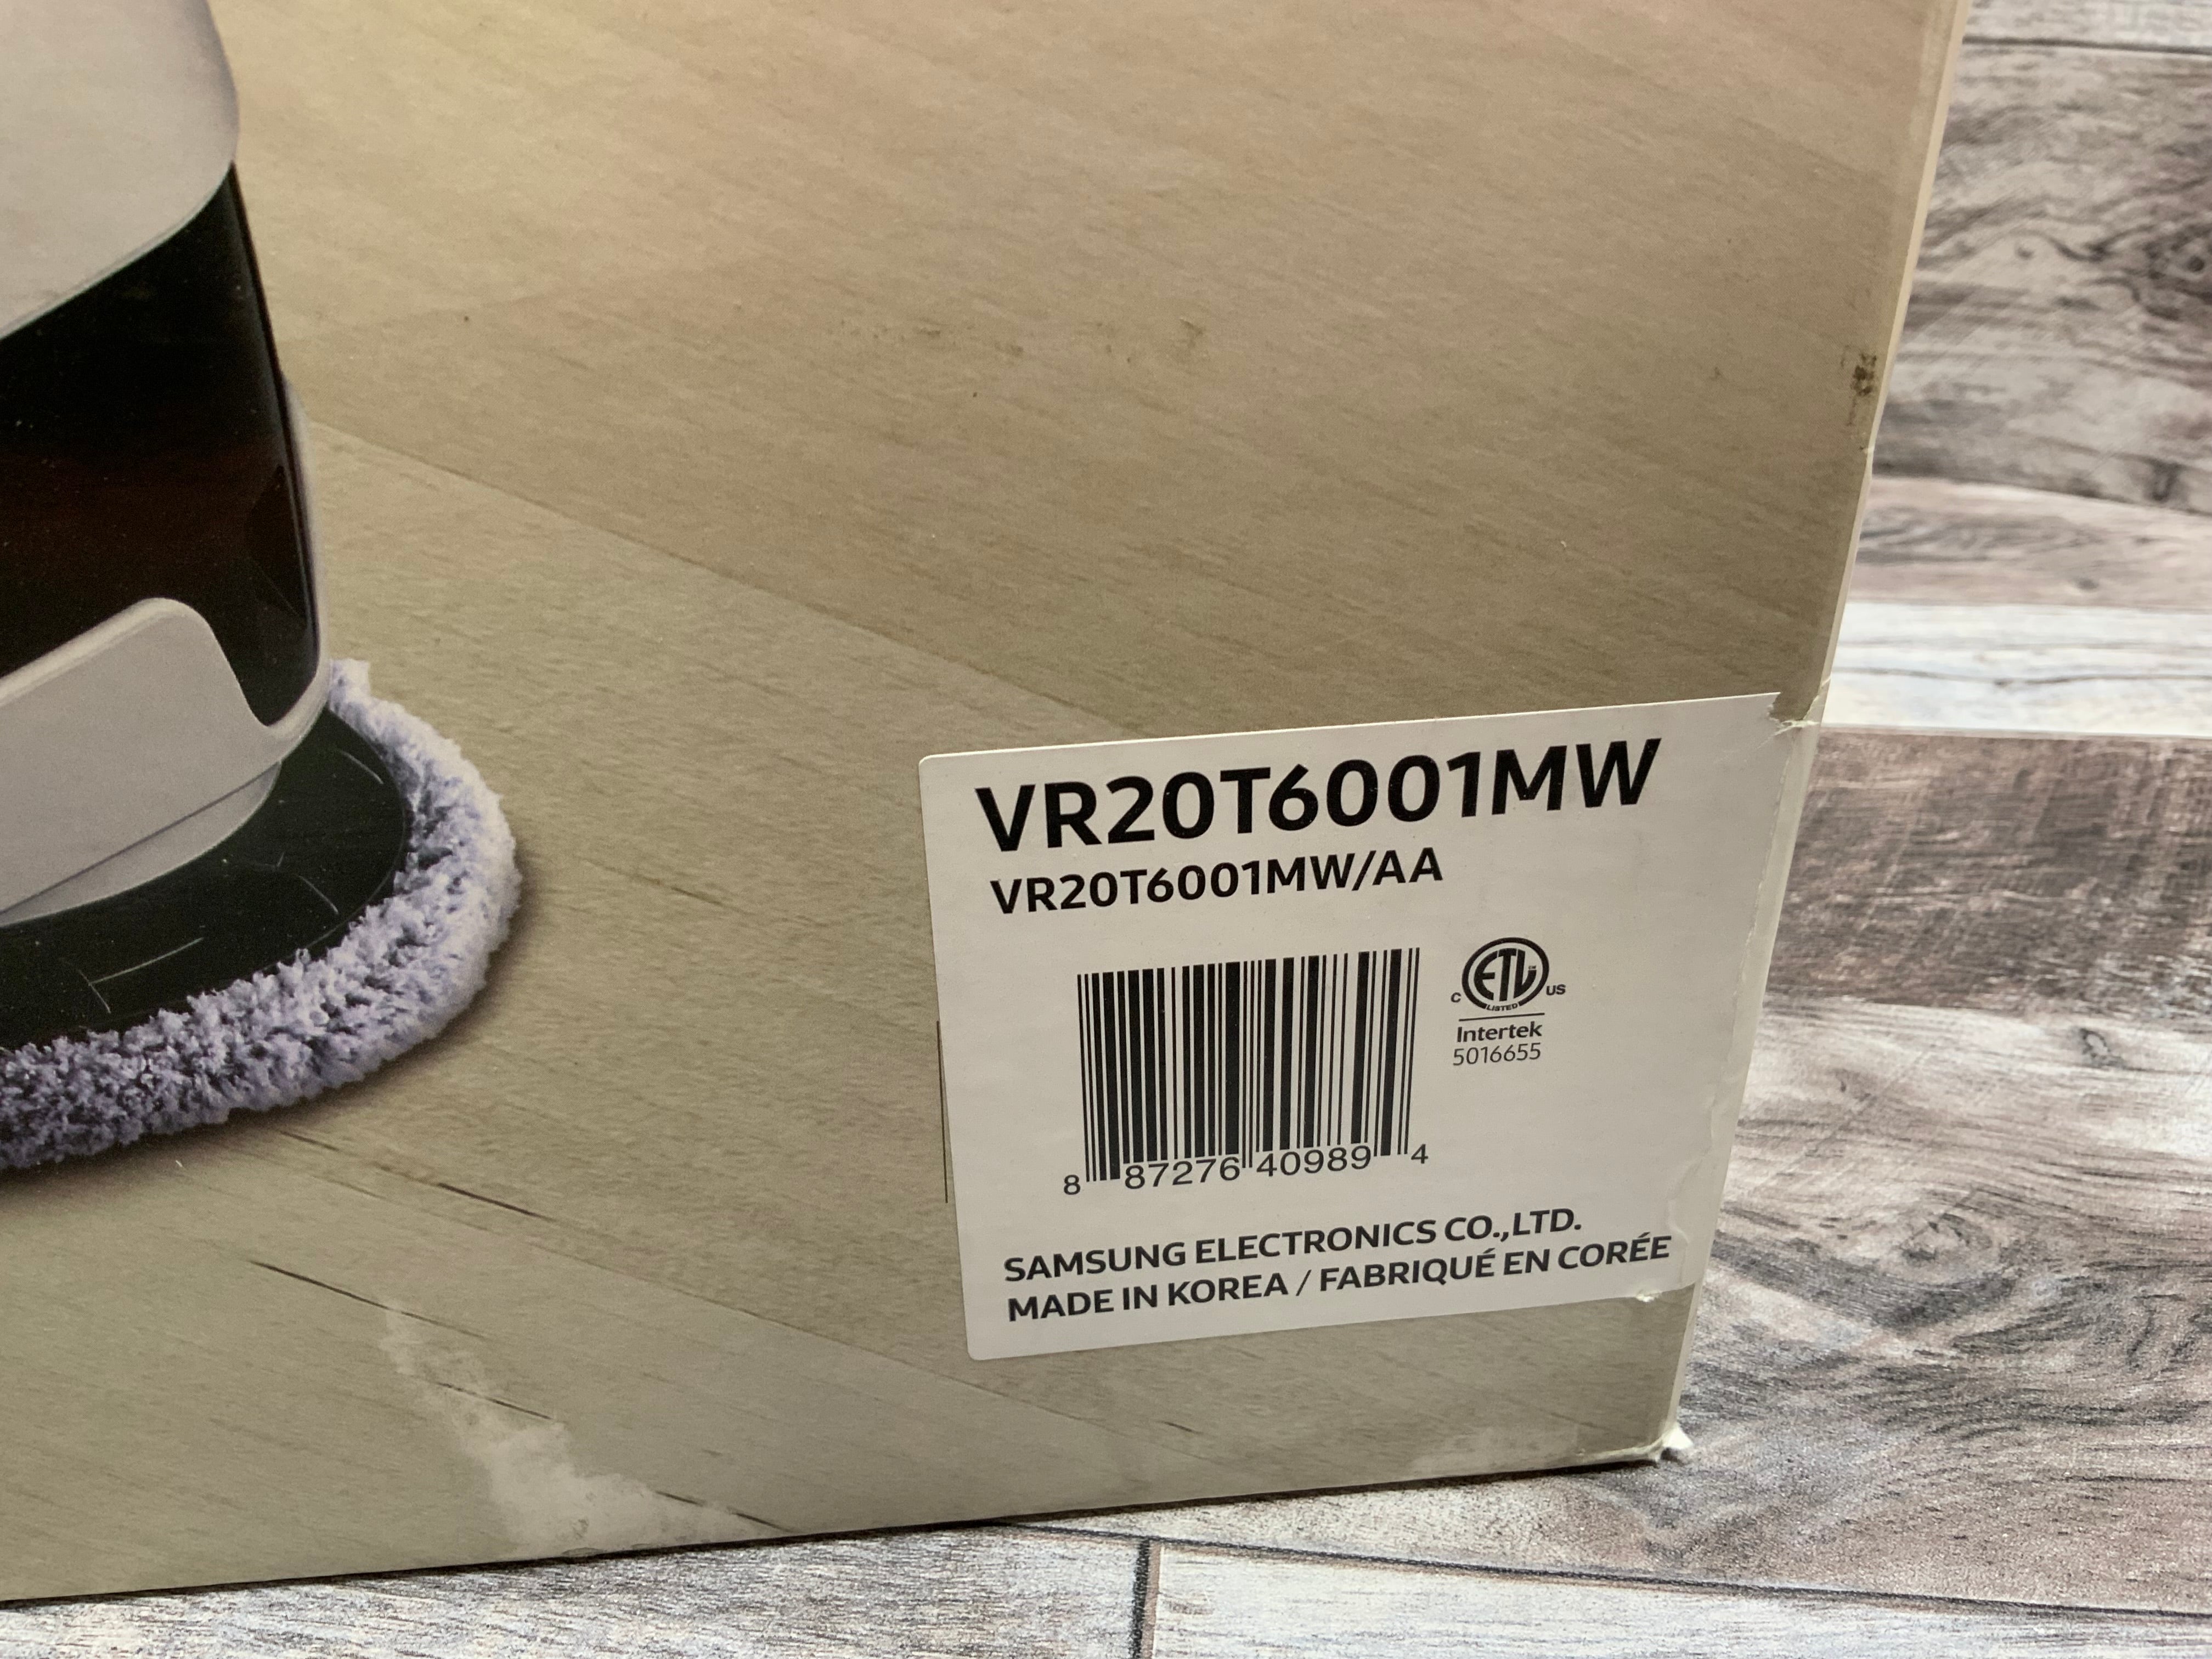 VR20T6001MW
VR20T6001MW/AA
C ETL US
LISTED
Intertek
5016655
8 87276 40989 4
SAMSUNG ELECTRONICS CO.,LTD.
MADE IN KOREA / FABRIQUÉ EN CORÉE